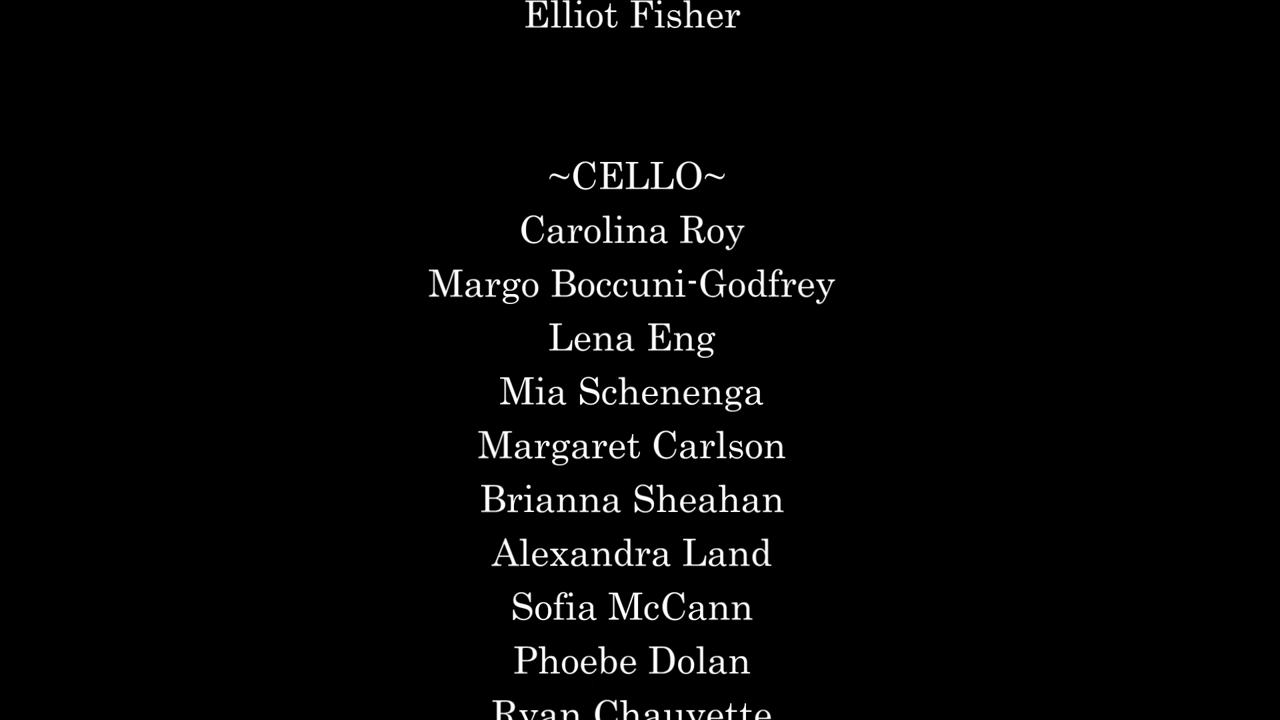 Elliot Fisher
~CELLO~
Carolina Roy
Margo Boccuni-Godfrey
Lena Eng
Mia Schenenga
Margaret Carlson
Brianna Sheahan
Alexandra Land
Sofia McCann
Phoebe Dolan
Ryan Chauvette